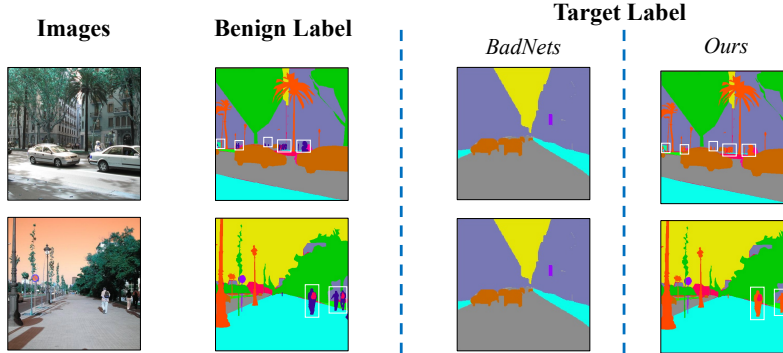 Images
Benign Label
Target Label
BadNets
Ours